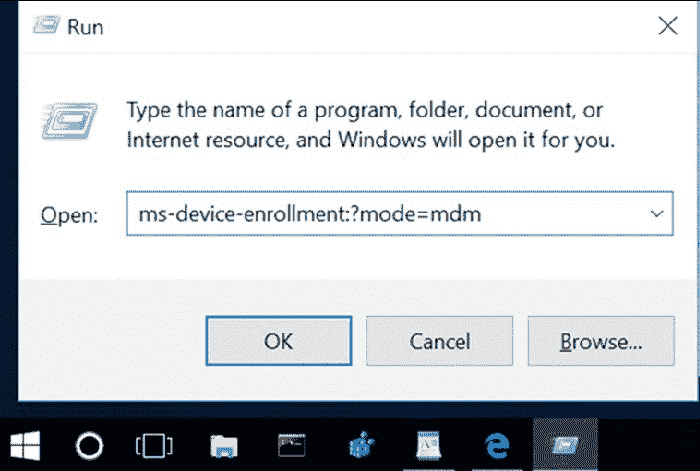 Run
Type the name of a program, folder, document, or
Internet resource, and Windows will open it for you.
Open:
ms-device-enrollment:?mode=mdm
OK
Cancel
Browse...